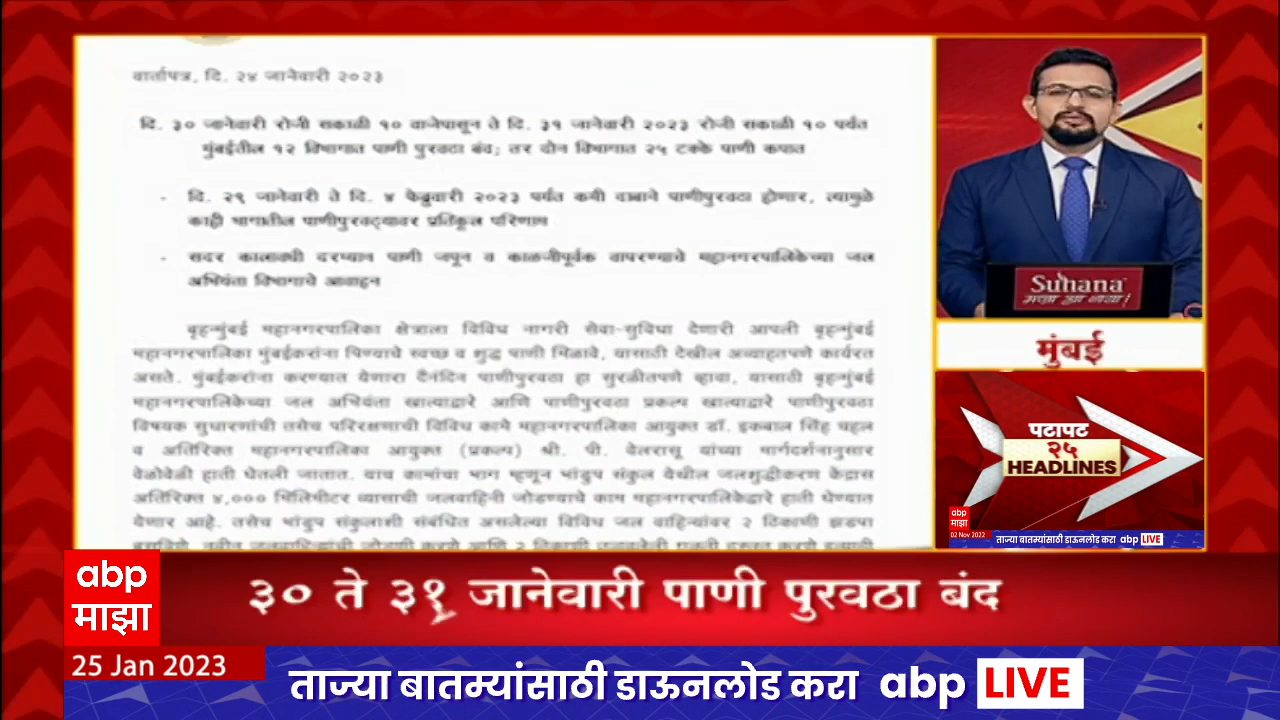 वार्तापत्र, दि. २४ जानेवारी २०२३
दि. ३० जानेवारी रोजी सकाळी १० वाजेपासून ते दि. ३१ जानेवारी २०२३ रोजी सकाळी १० पर्यंत
मुंबईतील १२ विभागात पाणी पुरवठा बंद; तर दोन विभागात २५ टक्के पाणी कपात
- दि. २९ जानेवारी ते दि. ४ फेब्रुवारी २०२३ पर्यंत कमी दाबाने पाणीपुरवठा होणार, त्यामुळे
काही भागातील पाणीपुरवठ्यावर प्रतिकूल परिणाम
- सदर कालावधी दरम्यान पाणी जपून व काळजीपूर्वक वापरण्याचे महानगरपालिकेच्या जल
अभियंता विभागाचे आवाहन
बृहन्मुंबई महानगरपालिका क्षेत्राला विविध नागरी सेवा-सुविधा देणारी आपली बृहन्मुंबई
महानगरपालिका मुंबईकरांना पिण्याचे स्वच्छ व शुद्ध पाणी मिळावे, यासाठी देखील अव्याहतपणे कार्यरत
असते. मुंबईकरांना करण्यात येणारा दैनंदिन पाणीपुरवठा हा सुरळीतपणे व्हावा, यासाठी बृहन्मुंबई
महानगरपालिकेच्या जल अभियंता खात्याद्वारे आणि पाणीपुरवठा प्रकल्प खात्याद्वारे पाणीपुरवठा
विषयक सुधारणांची तसेच परिरक्षणाची विविध कामे महानगरपालिका आयुक्त डॉ. इकबाल सिंह चहल
व अतिरिक्त महानगरपालिका आयुक्त (प्रकल्प) श्री. पी. वेलरासू यांच्या मार्गदर्शनानुसार
वेळोवेळी हाती घेतली जातात. याच कामांचा भाग म्हणून भांडुप संकुल येथील जलशुद्धीकरण केंद्रास
अतिरिक्त ४,००० मिलिमीटर व्यासाची जलवाहिनी जोडण्याचे काम महानगरपालिकेद्वारे हाती घेण्यात
येणार आहे. तसेच भांडुप संकुलाशी संबंधित असलेल्या विविध जल वाहिन्यांवर २ ठिकाणी झडपा
Suhana
मुंबई
पटापट
२५
HEADLINES
abp
माझा
02 Nov 2022
ताज्या बातम्यांसाठी डाऊनलोड करा abp LIVE
abp
माझा
३० ते ३१ जानेवारी पाणी पुरवठा बंद
25 Jan 2023
ताज्या बातम्यांसाठी डाऊनलोड करा abp LIVE